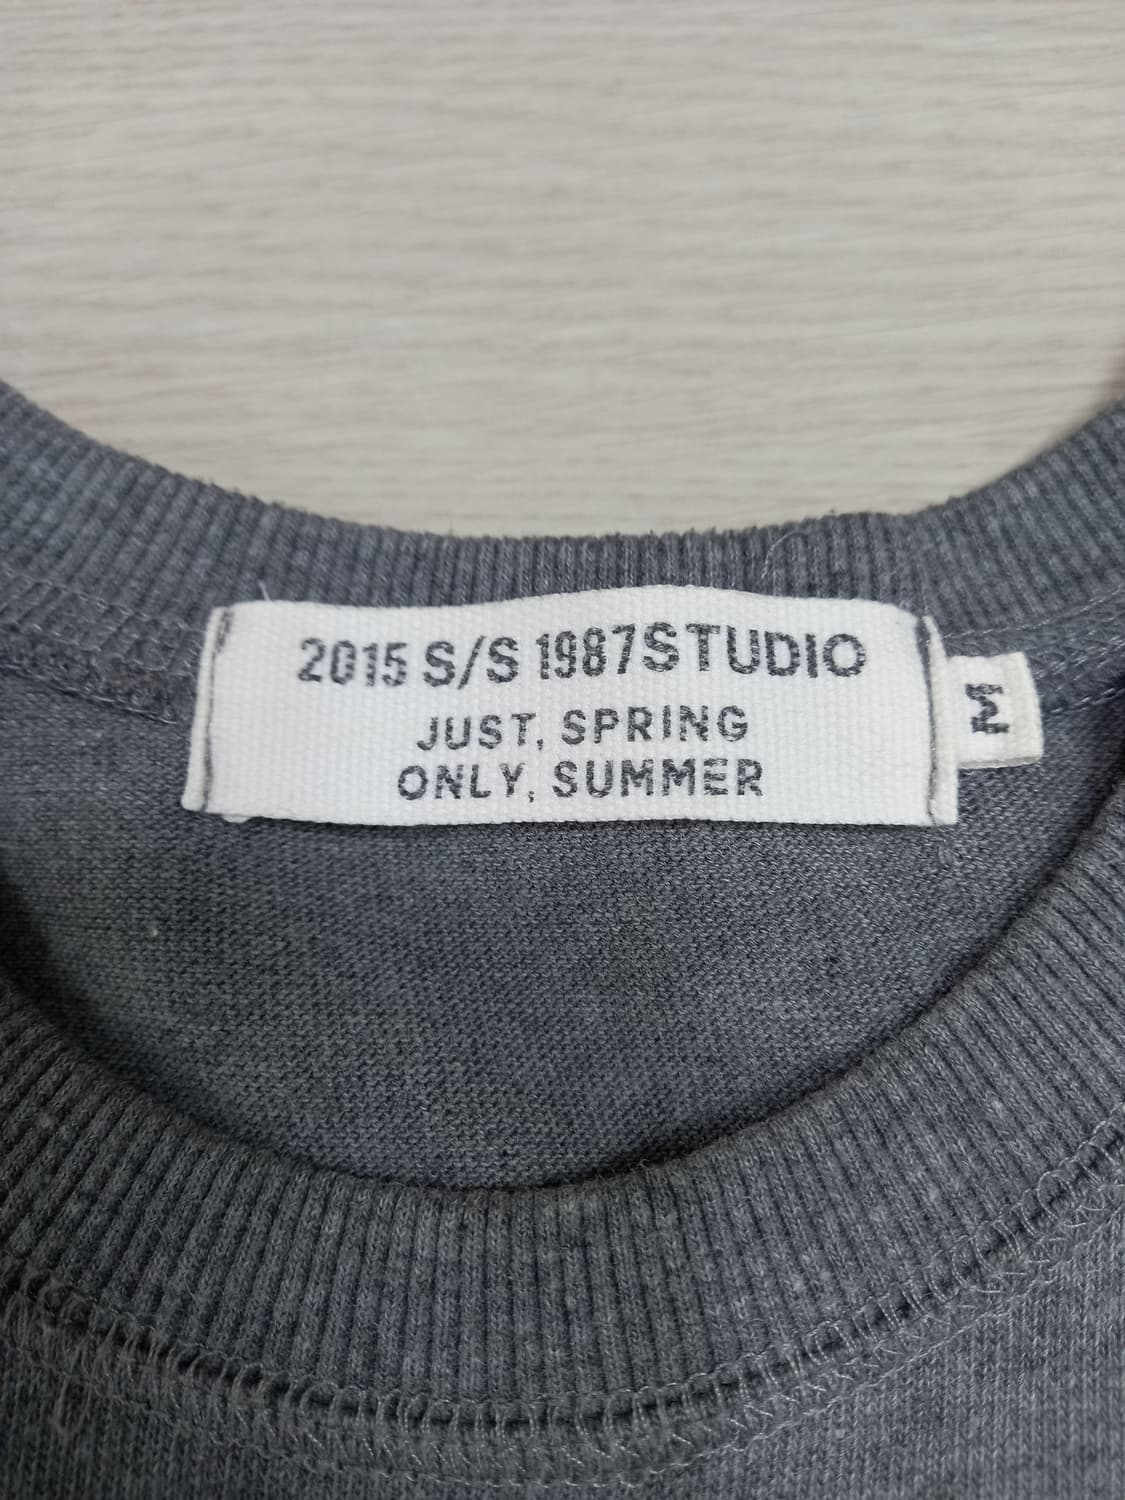 2015 S/S 1987STUDIO
JUST, SPRING
ONLY, SUMMER
M